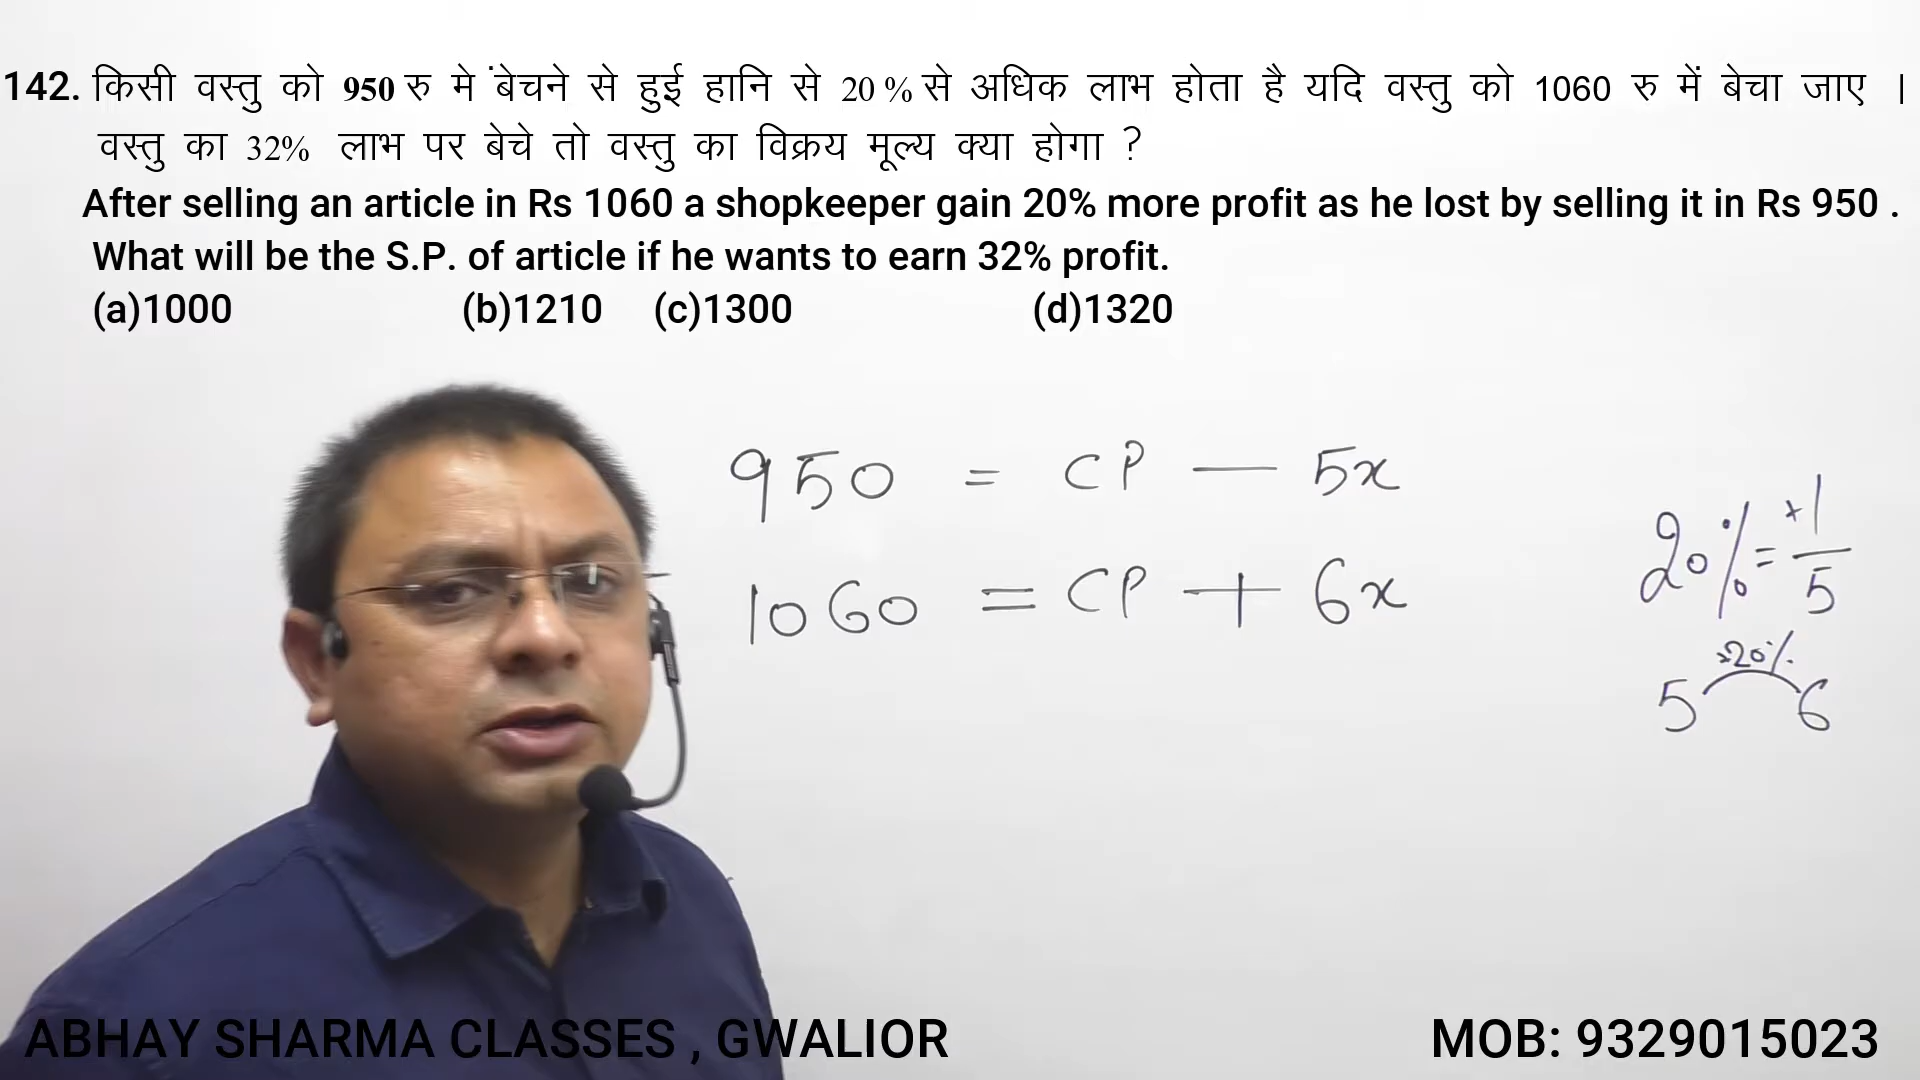 142. किसी वस्तु को 950 रु मे बेचने से हुई हानि से 20 % से अधिक लाभ होता है यदि वस्तु को 1060 रु में बेचा जाए ।
वस्तु का 32% लाभ पर बेचे तो वस्तु का विक्रय मूल्य क्या होगा ?
After selling an article in Rs 1060 a shopkeeper gain 20% more profit as he lost by selling it in Rs 950 .
What will be the S.P. of article if he wants to earn 32% profit.
(a)1000 (b)1210 (c)1300 (d)1320
950 = CP — 5x
1060 = CP + 6x
20% = +1/5
+20%
5 6
ABHAY SHARMA CLASSES , GWALIOR MOB: 9329015023